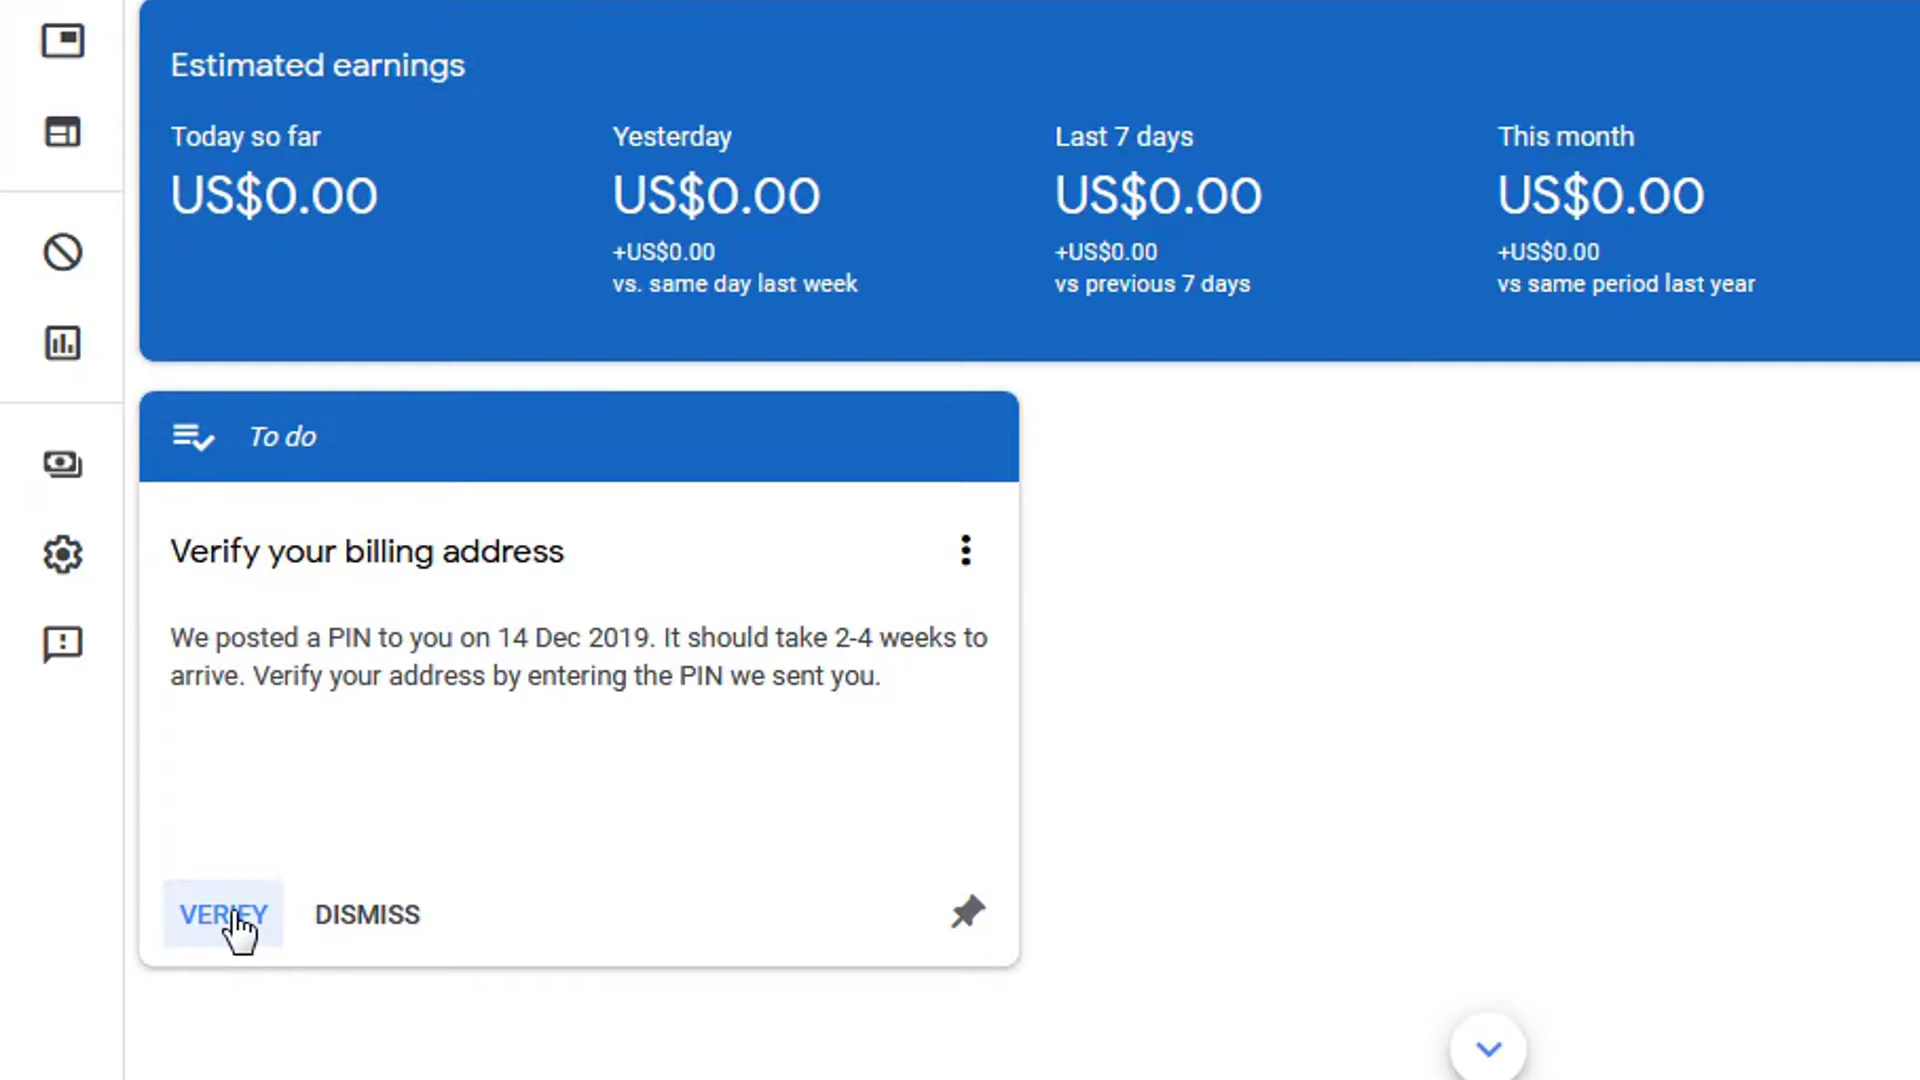 Estimated earnings
Today so far
Yesterday
Last 7 days
This month
US$0.00
US$0.00
US$0.00
US$0.00
+US$0.00
+US$0.00
+US$0.00
vs. same day last week
vs previous 7 days
vs same period last year
To do
Verify your billing address
We posted a PIN to you on 14 Dec 2019. It should take 2-4 weeks to
arrive. Verify your address by entering the PIN we sent you.
VERIFY
DISMISS